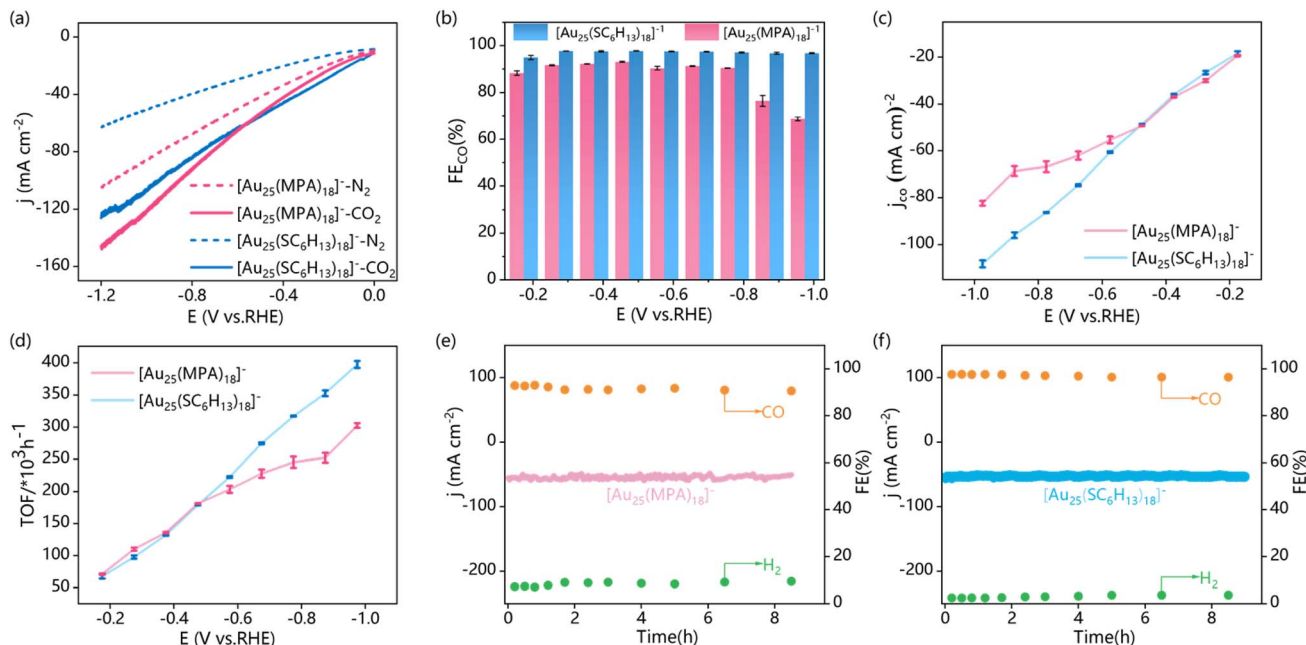 (a)
0
-40
-80
-120
-160
j (mA cm⁻²)
[Au₂₅(MPA)₁₈]⁻-N₂
[Au₂₅(MPA)₁₈]⁻-CO₂
[Au₂₅(SC₆H₁₃)₁₈]⁻-N₂
[Au₂₅(SC₆H₁₃)₁₈]⁻-CO₂
-1.2 -0.8 -0.4 0.0
E (V vs.RHE)
(b)
[Au₂₅(SC₆H₁₃)₁₈]⁻¹ [Au₂₅(MPA)₁₈]⁻¹
100
80
60
40
20
0
FE_CO(%)
-0.2 -0.4 -0.6 -0.8 -1.0
E (V vs.RHE)
(c)
-20
-40
-60
-80
-100
j_co (mA cm)⁻²
[Au₂₅(MPA)₁₈]⁻
[Au₂₅(SC₆H₁₃)₁₈]⁻
-1.0 -0.8 -0.6 -0.4 -0.2
E (V vs.RHE)
(d)
400
350
300
250
200
150
100
50
TOF/*10³h⁻¹
[Au₂₅(MPA)₁₈]⁻
[Au₂₅(SC₆H₁₃)₁₈]⁻
-0.2 -0.4 -0.6 -0.8 -1.0
E (V vs.RHE)
(e)
100
0
-100
-200
j (mA cm⁻²)
CO
[Au₂₅(MPA)₁₈]⁻
H₂
100
80
60
40
20
0
FE(%)
0 2 4 6 8
Time(h)
(f)
100
0
-100
-200
j (mA cm⁻²)
CO
[Au₂₅(SC₆H₁₃)₁₈]⁻
H₂
100
80
60
40
20
0
FE(%)
0 2 4 6 8
Time(h)